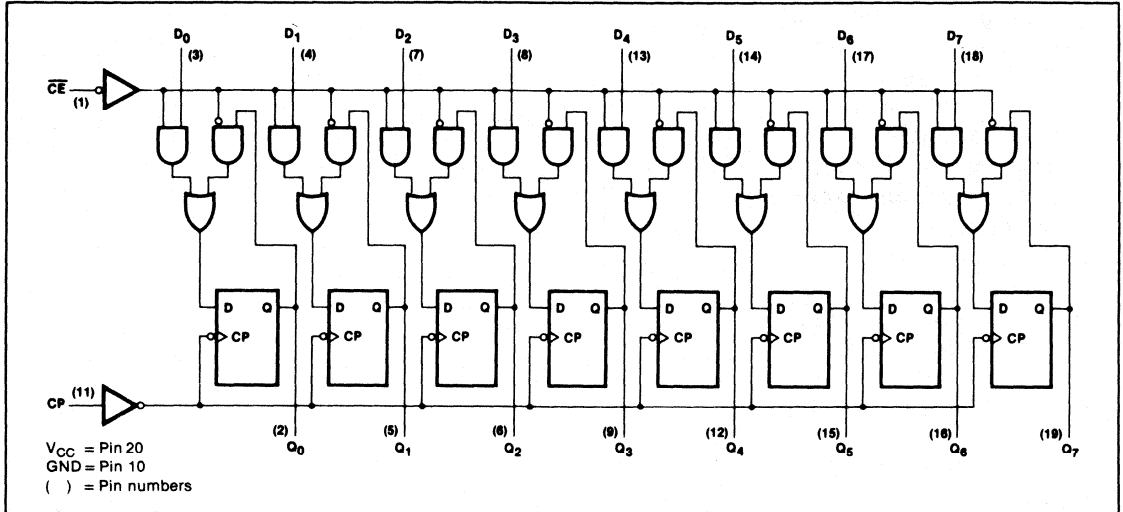 D0 D1 D2 D3 D4 D5 D6 D7
(3) (4) (7) (8) (13) (14) (17) (18)
CE
(1)
D Q D Q D Q D Q D Q D Q D Q D Q
CP CP CP CP CP CP CP CP
CP (11)
(2) (5) (6) (9) (12) (15) (16) (19)
Q0 Q1 Q2 Q3 Q4 Q5 Q6 Q7
VCC = Pin 20
GND = Pin 10
( ) = Pin numbers